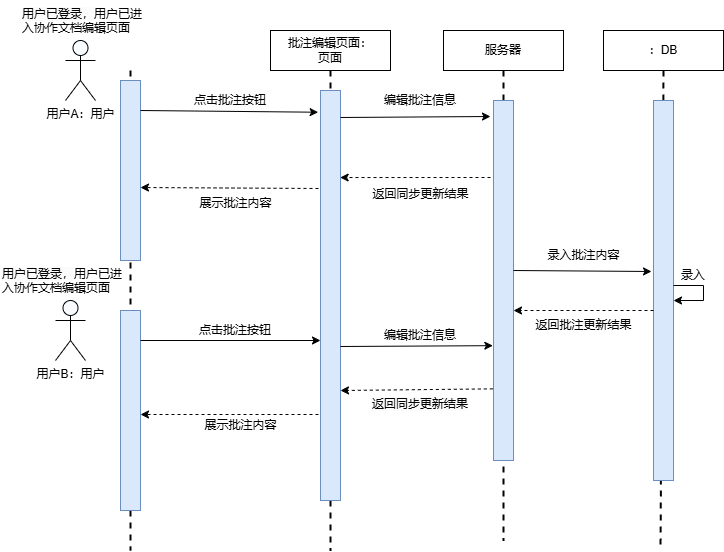 用户已登录，用户已进
入协作文档编辑页面
用户A：用户
批注编辑页面：
页面
服务器
：DB
点击批注按钮
编辑批注信息
返回同步更新结果
展示批注内容
录入批注内容
录入
返回批注更新结果
用户已登录，用户已进
入协作文档编辑页面
用户B：用户
点击批注按钮
编辑批注信息
返回同步更新结果
展示批注内容